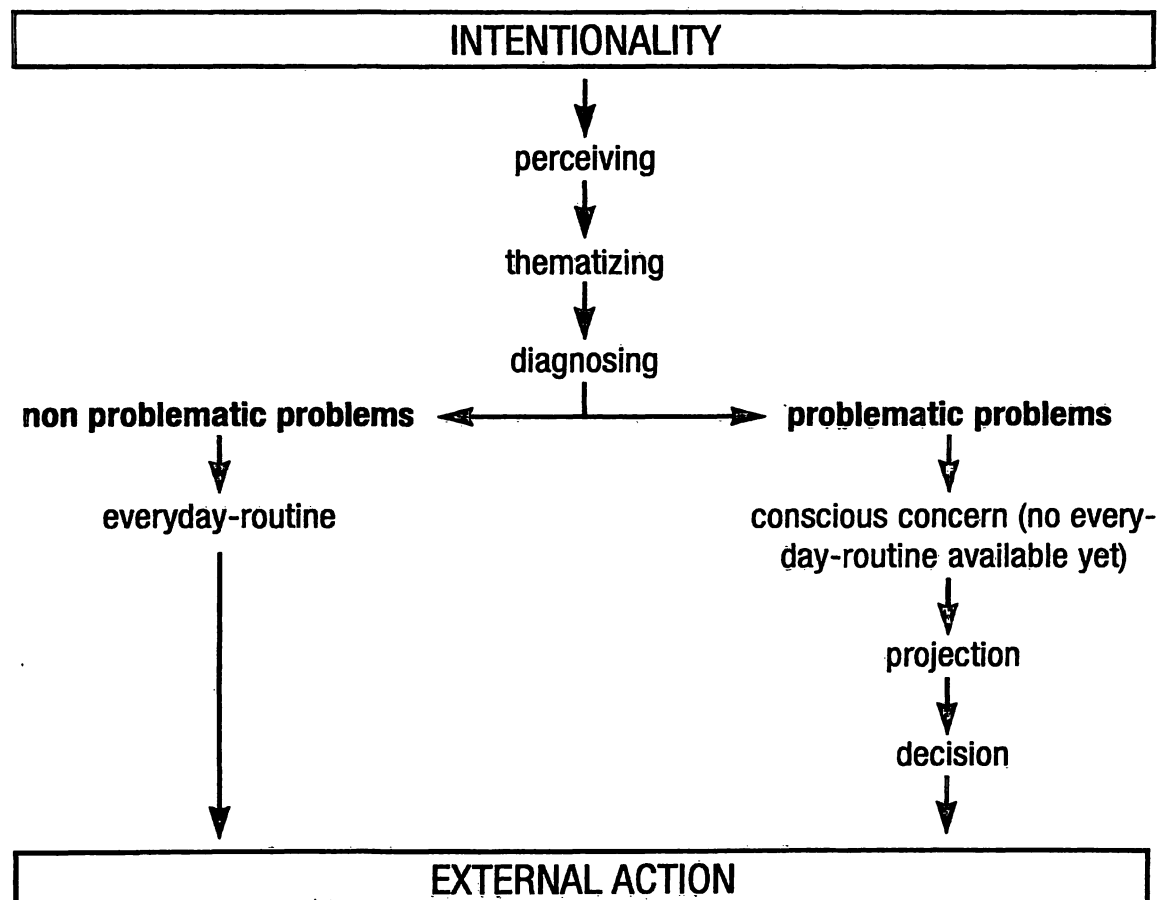 INTENTIONALITY
perceiving
thematizing
diagnosing
non problematic problems
problematic problems
everyday-routine
conscious concern (no every-
day-routine available yet)
projection
decision
EXTERNAL ACTION